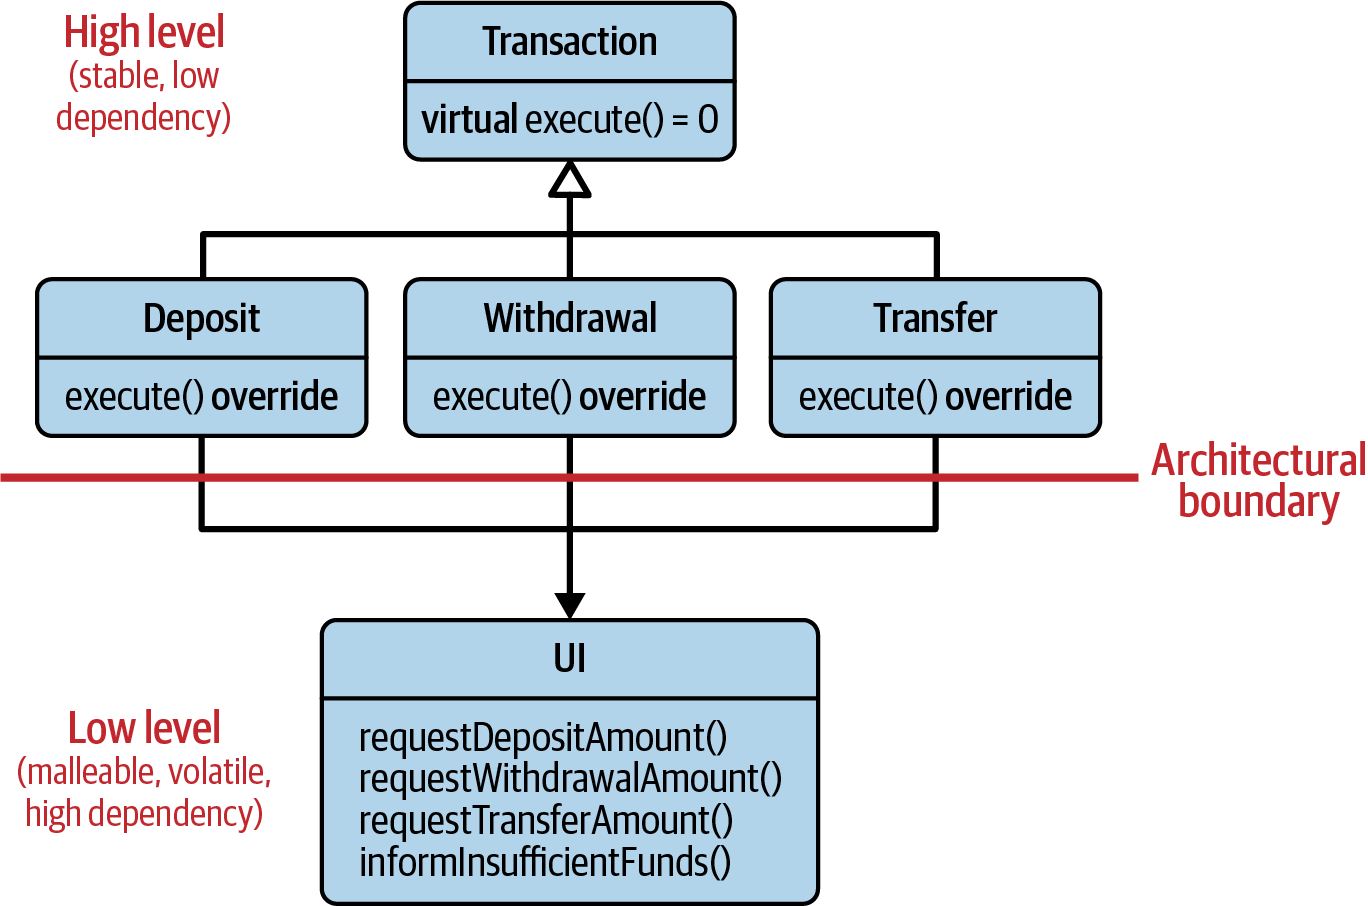 High level
(stable, low
dependency)
Transaction
virtual execute() = 0
Deposit
execute() override
Withdrawal
execute() override
Transfer
execute() override
Architectural
boundary
UI
requestDepositAmount()
requestWithdrawalAmount()
requestTransferAmount()
informInsufficientFunds()
Low level
(malleable, volatile,
high dependency)